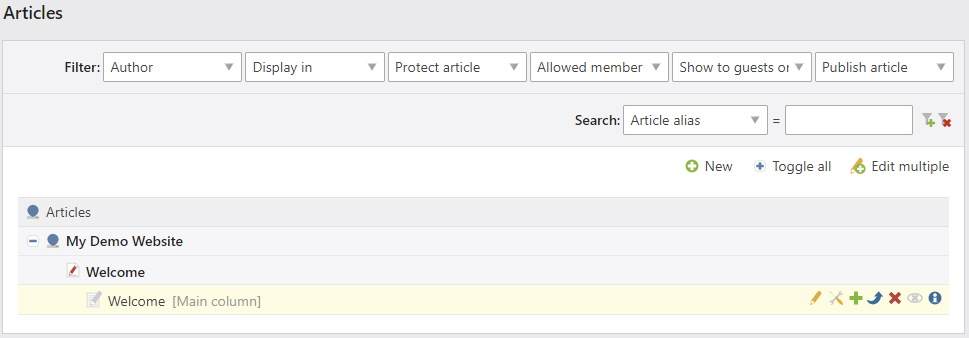 Articles
Filter: Author Display in Protect article Allowed member Show to guests or Publish article
Search: Article alias =
New Toggle all Edit multiple
Articles
My Demo Website
Welcome
Welcome [Main column]